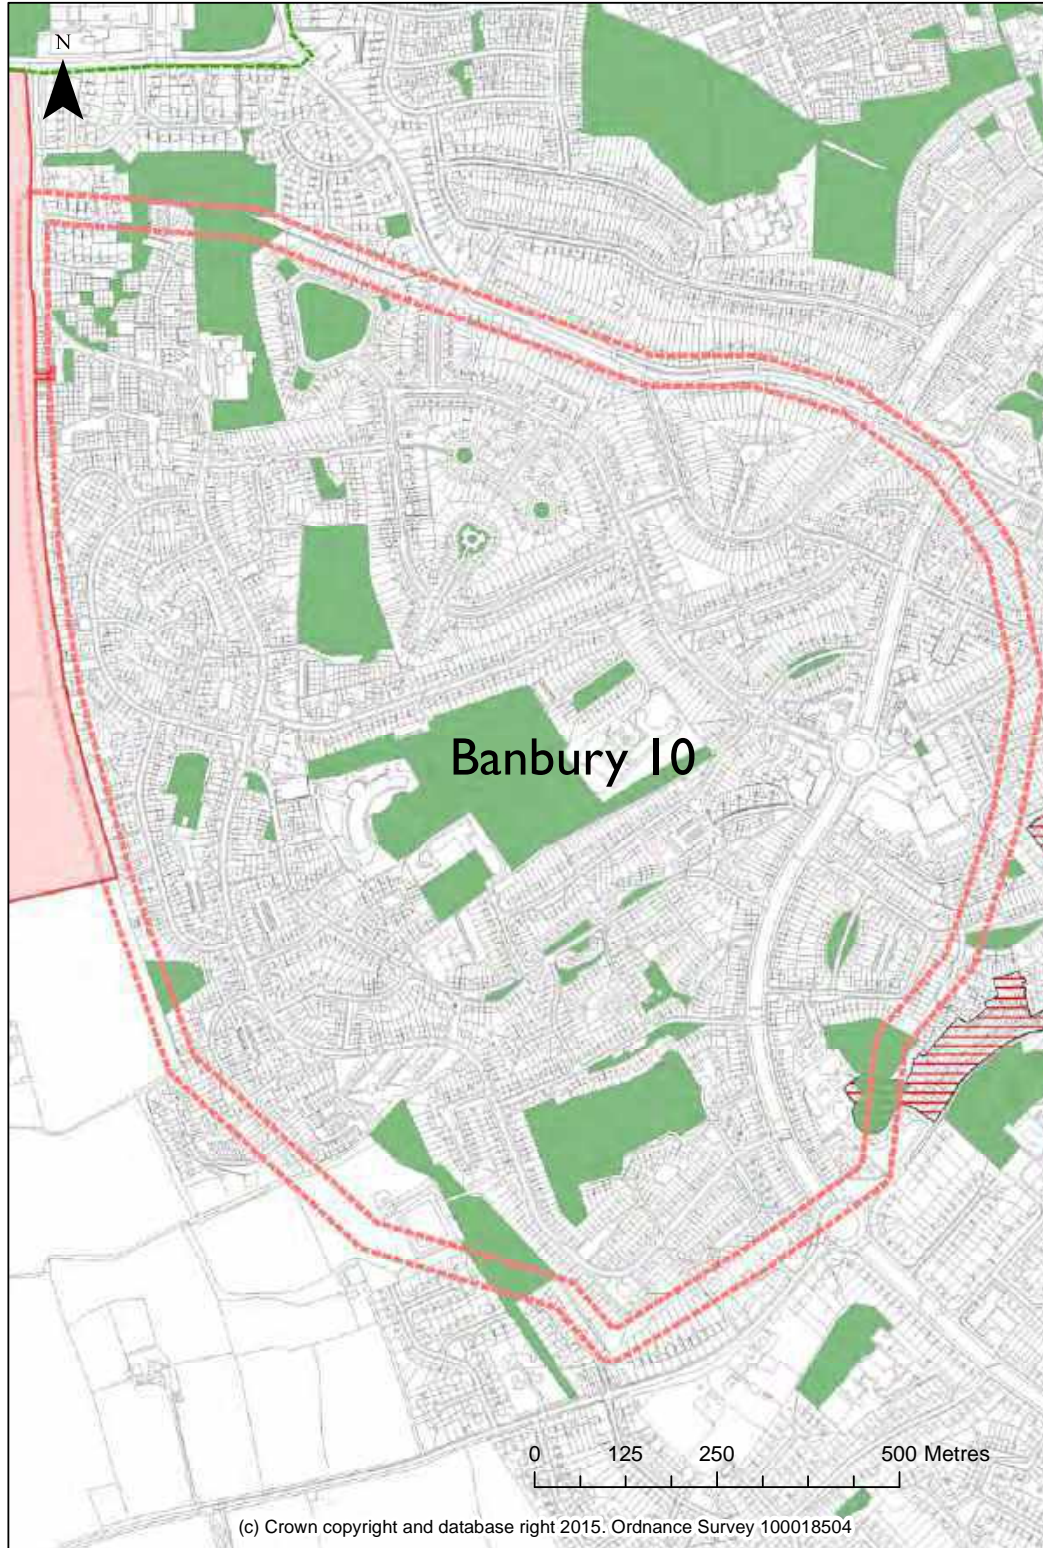 N
Banbury 10
0 125 250 500 Metres
(c) Crown copyright and database right 2015. Ordnance Survey 100018504